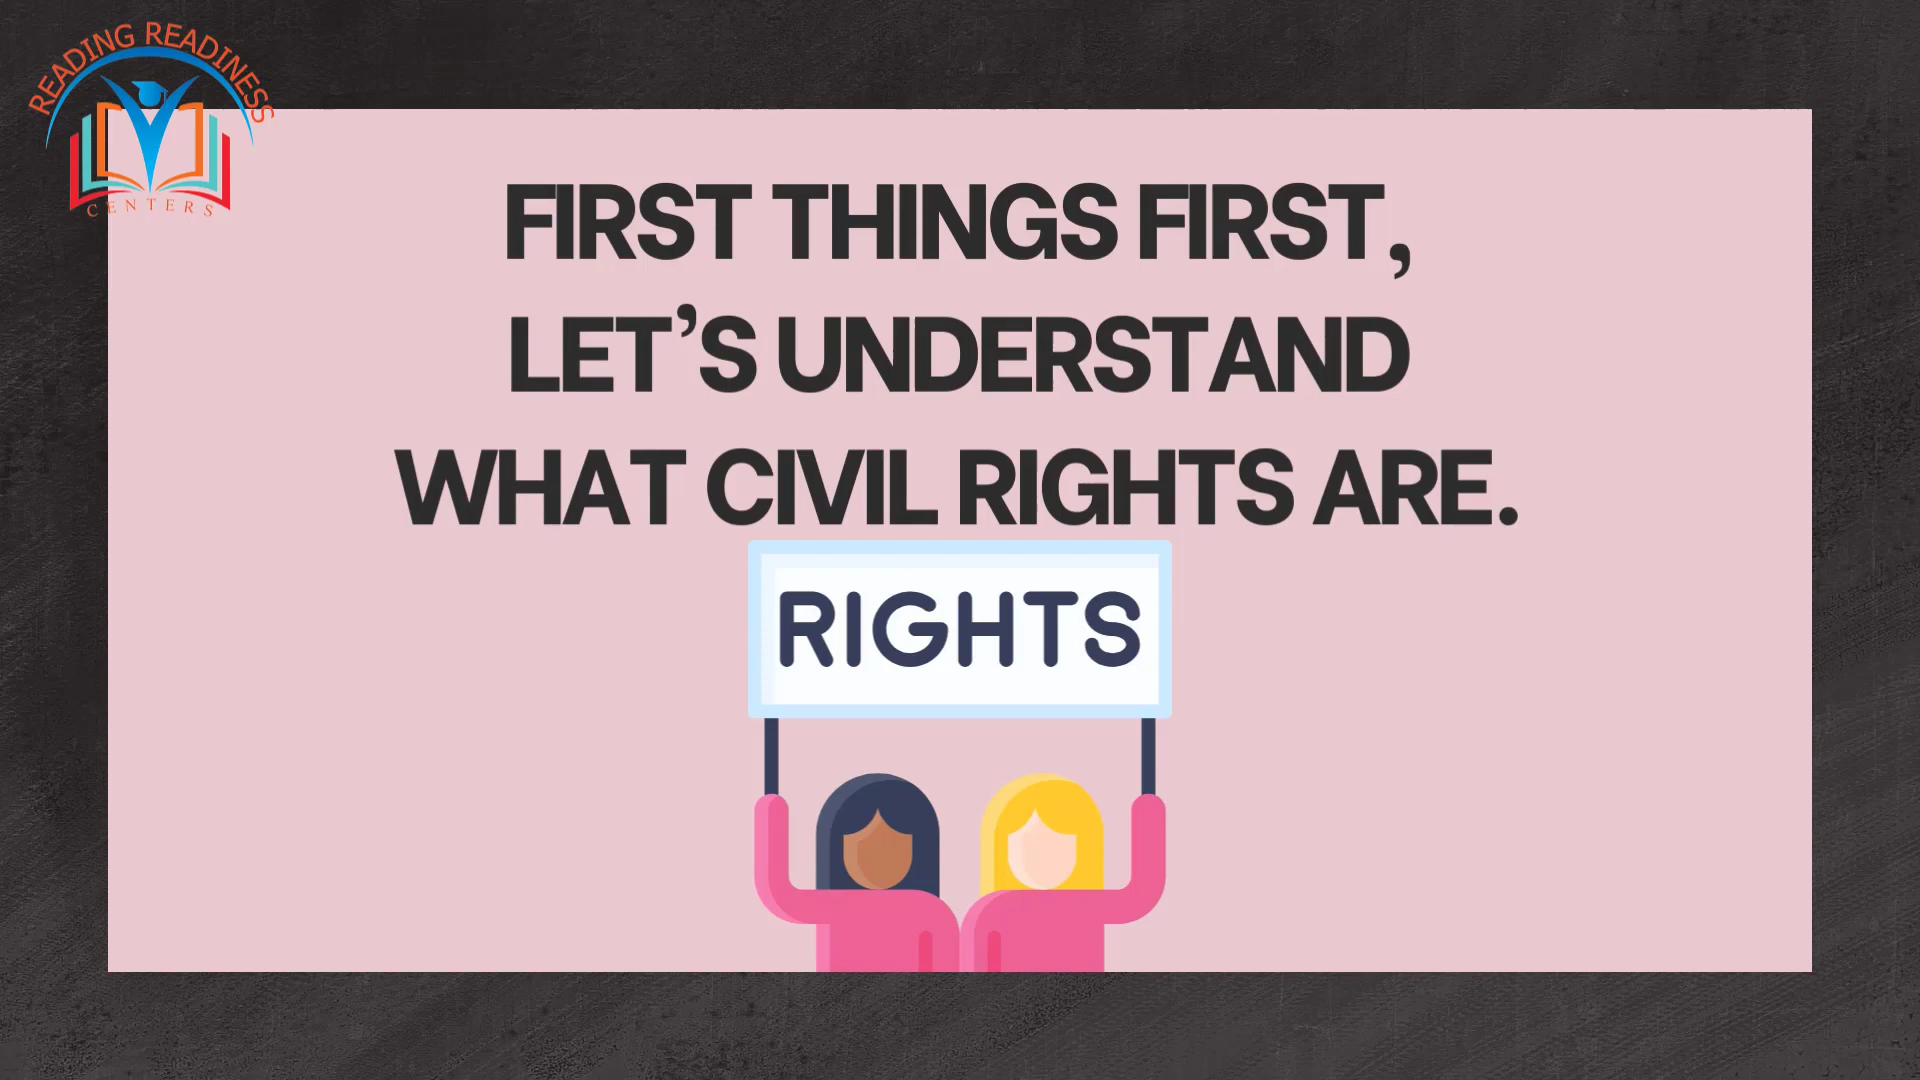 READING READINESS
CENTERS
FIRST THINGS FIRST,
LET’S UNDERSTAND
WHAT CIVIL RIGHTS ARE.
RIGHTS